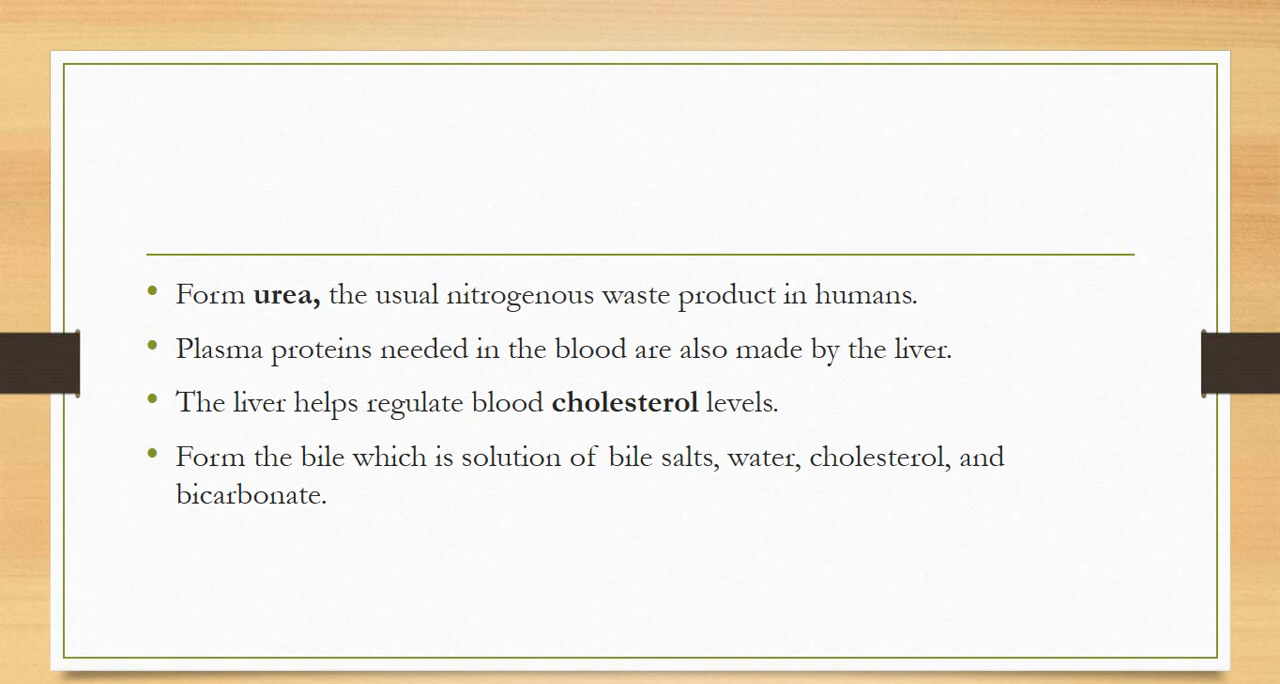 • Form urea, the usual nitrogenous waste product in humans.
• Plasma proteins needed in the blood are also made by the liver.
• The liver helps regulate blood cholesterol levels.
• Form the bile which is solution of bile salts, water, cholesterol, and
bicarbonate.